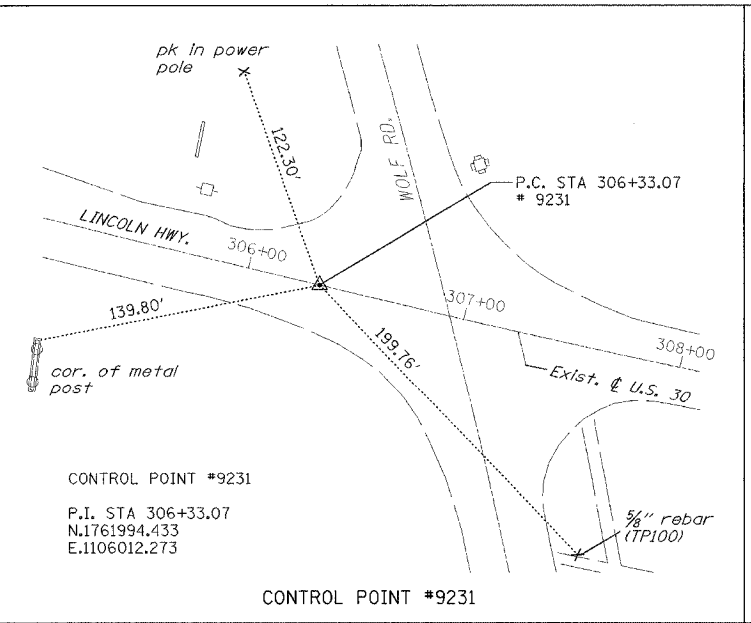 pk in power
pole
122.30'
WOLF RD.
P.C. STA 306+33.07
# 9231
LINCOLN HWY.
306+00
307+00
139.80'
199.76'
308+00
cor. of metal
post
Exist. ℄ U.S. 30
CONTROL POINT #9231
P.I. STA 306+33.07
N.1761994.433
E.1106012.273
5/8" rebar
(TP100)
CONTROL POINT #9231